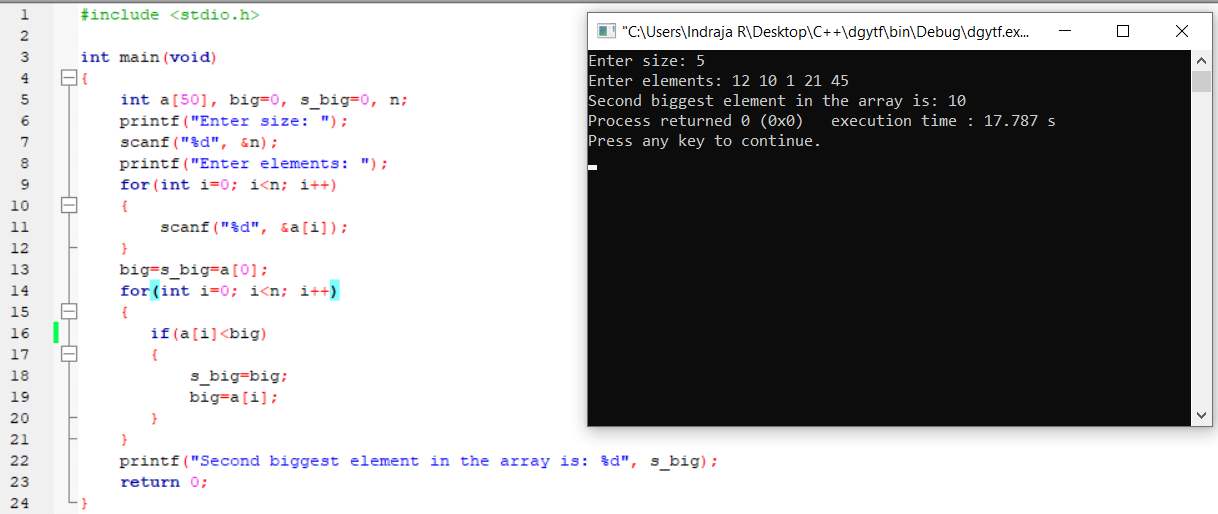 1 #include <stdio.h>
2
3 int main(void)
4 {
5 int a[50], big=0, s_big=0, n;
6 printf("Enter size: ");
7 scanf("%d", &n);
8 printf("Enter elements: ");
9 for(int i=0; i<n; i++)
10 {
11 scanf("%d", &a[i]);
12 }
13 big=s_big=a[0];
14 for(int i=0; i<n; i++)
15 {
16 if(a[i]<big)
17 {
18 s_big=big;
19 big=a[i];
20 }
21 }
22 printf("Second biggest element in the array is: %d", s_big);
23 return 0;
24 }
"C:\Users\Indraja R\Desktop\C++\dgytf\bin\Debug\dgytf.ex...
Enter size: 5
Enter elements: 12 10 1 21 45
Second biggest element in the array is: 10
Process returned 0 (0x0) execution time : 17.787 s
Press any key to continue.